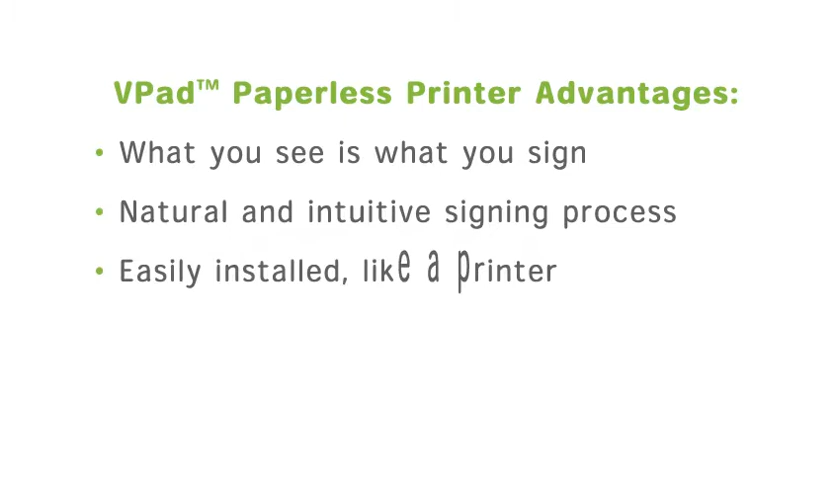 VPad™ Paperless Printer Advantages:
• What you see is what you sign
• Natural and intuitive signing process
• Easily installed, like a printer